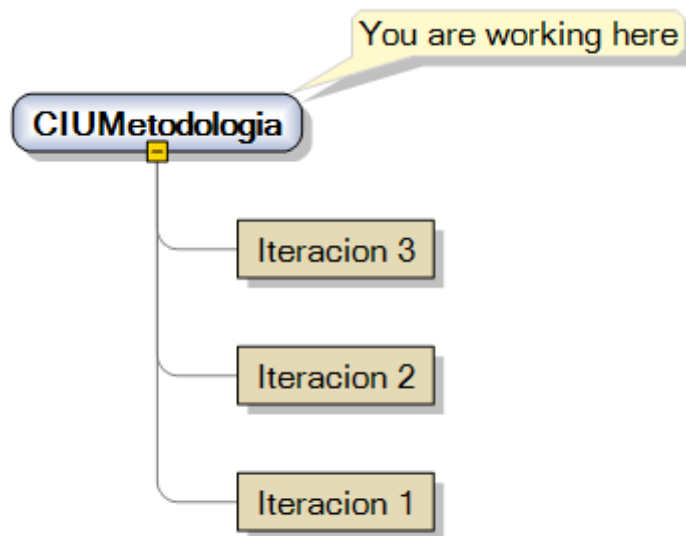 You are working here
CIUMetodologia
Iteracion 3
Iteracion 2
Iteracion 1